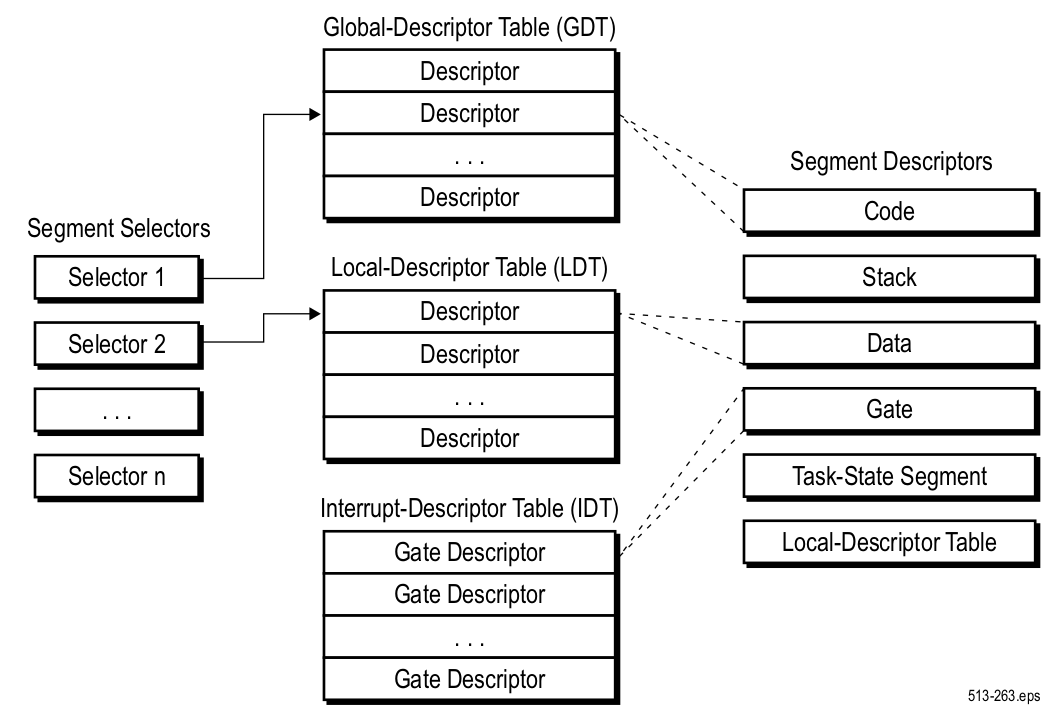 Global-Descriptor Table (GDT)
Descriptor
Descriptor
. . .
Descriptor
Segment Selectors
Selector 1
Selector 2
. . .
Selector n
Local-Descriptor Table (LDT)
Descriptor
Descriptor
. . .
Descriptor
Interrupt-Descriptor Table (IDT)
Gate Descriptor
Gate Descriptor
. . .
Gate Descriptor
Segment Descriptors
Code
Stack
Data
Gate
Task-State Segment
Local-Descriptor Table
513-263.eps